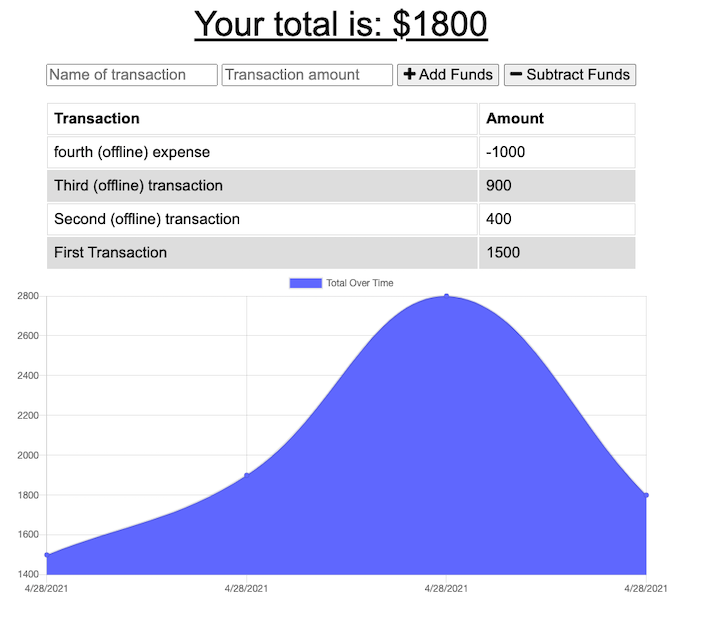 Your total is: $1800
Name of transaction Transaction amount + Add Funds − Subtract Funds
Transaction Amount
fourth (offline) expense -1000
Third (offline) transaction 900
Second (offline) transaction 400
First Transaction 1500
Total Over Time
2800
2600
2400
2200
2000
1800
1600
1400
4/28/2021 4/28/2021 4/28/2021 4/28/2021